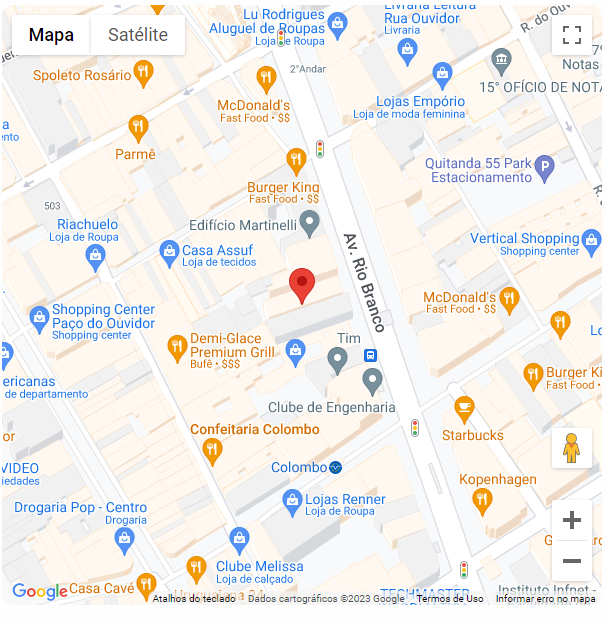 Mapa
Satélite
Lu Rodrigues
Aluguel de Roupas
Loja de Roupa
2°Andar
Livraria Leitura
Rua Ouvidor
Livraria
R. do Ouvidor
Spoleto Rosário
McDonald's
Fast Food • $$
Lojas Empório
Loja de moda feminina
Notas
15° OFÍCIO DE NOTA
Parmê
Quitanda 55 Park
Estacionamento
Burger King
Fast Food • $$
503
Riachuelo
Loja de Roupa
Edifício Martinelli
Casa Assuf
Loja de tecidos
Av. Rio Branco
Vertical Shopping
Shopping center
McDonald's
Fast Food • $$
Shopping Center
Paço do Ouvidor
Shopping center
Demi-Glace
Premium Grill
Bufê • $$$
Tim
Lo
ericanas
de departamento
Burger K
Fast Food •
Clube de Engenharia
Confeitaria Colombo
Starbucks
or
VIDEO
iedades
Colombo
Kopenhagen
Drogaria Pop - Centro
Drogaria
Lojas Renner
Loja de Roupa
Clube Melissa
Loja de calçado
Casa Cavé
TECHMASTER
Instituto Infnet -
Google
Atalhos do teclado
Dados cartográficos ©2023 Google
Termos de Uso
Informar erro no mapa